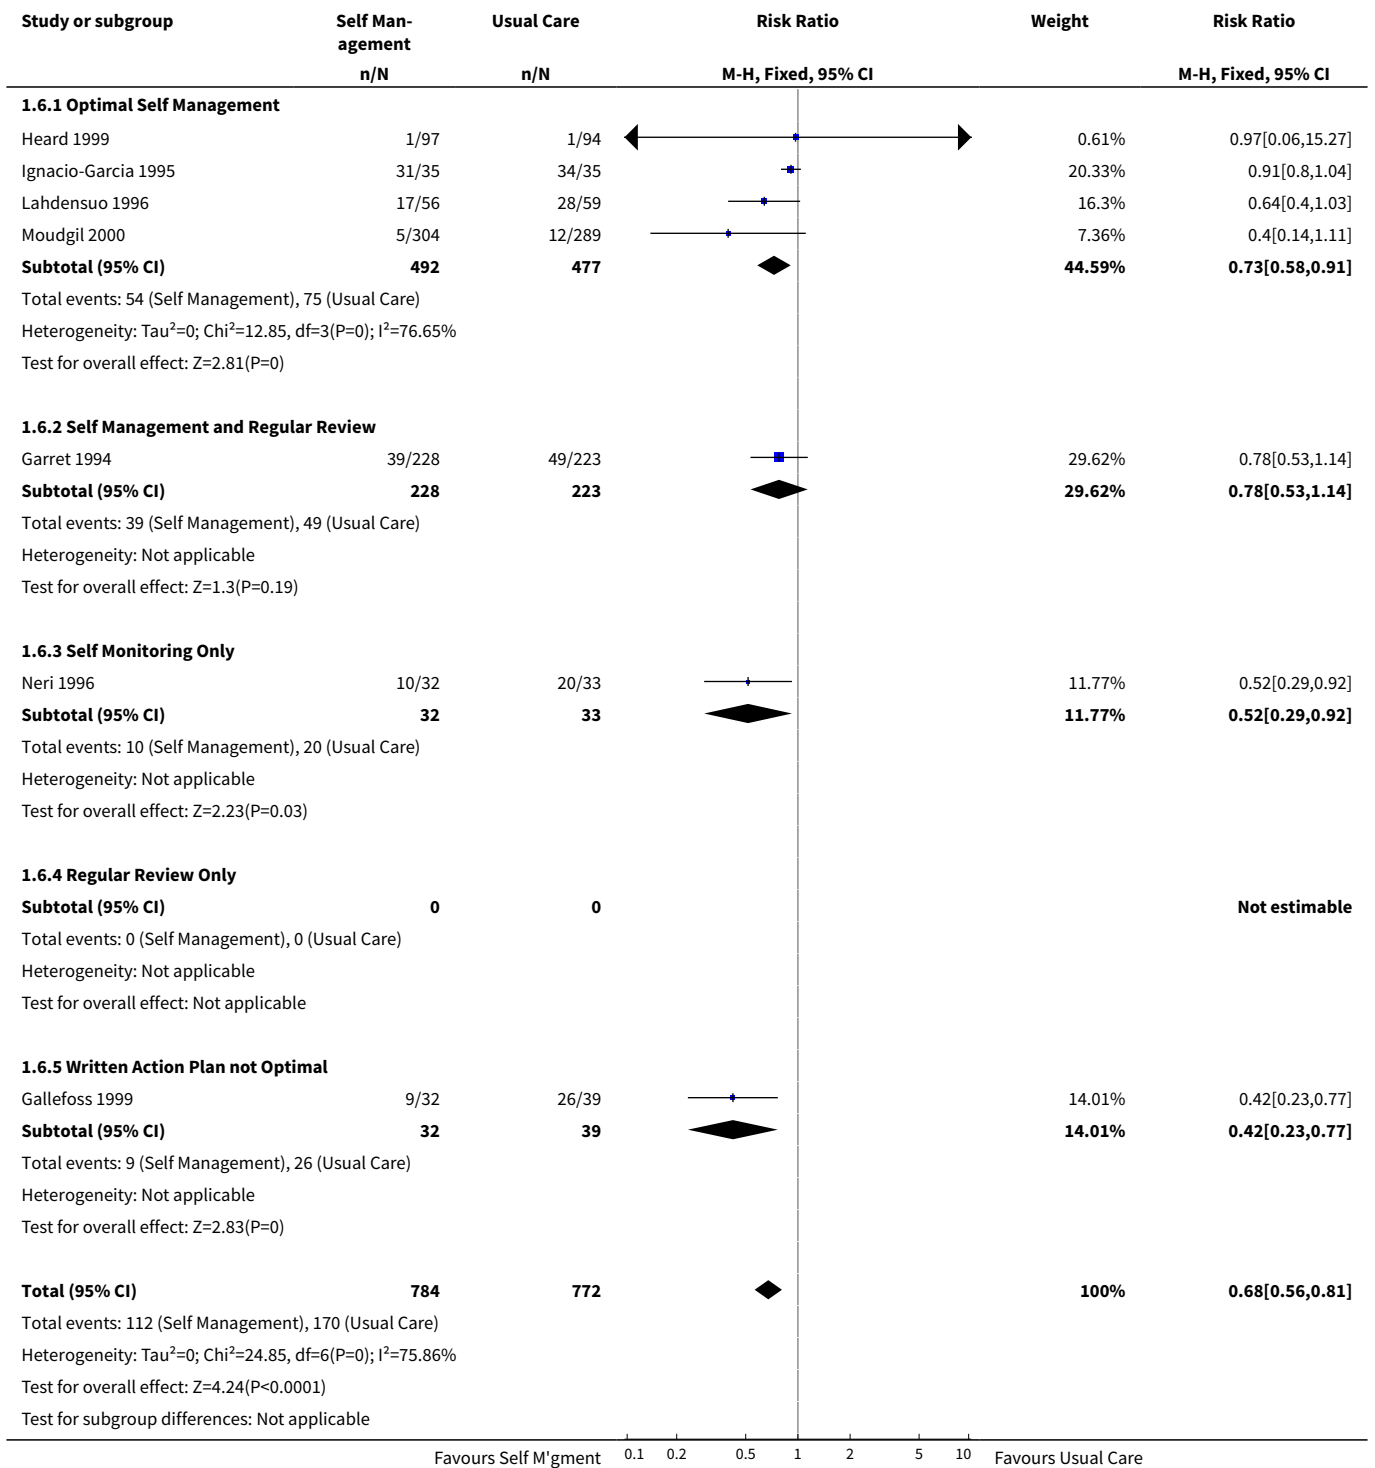 Study or subgroup Self Man- Usual Care Risk Ratio Weight Risk Ratio
agement
n/N n/N M-H, Fixed, 95% CI M-H, Fixed, 95% CI
1.6.1 Optimal Self Management
Heard 1999 1/97 1/94 0.61% 0.97[0.06,15.27]
Ignacio-Garcia 1995 31/35 34/35 20.33% 0.91[0.8,1.04]
Lahdensuo 1996 17/56 28/59 16.3% 0.64[0.4,1.03]
Moudgil 2000 5/304 12/289 7.36% 0.4[0.14,1.11]
Subtotal (95% CI) 492 477 44.59% 0.73[0.58,0.91]
Total events: 54 (Self Management), 75 (Usual Care)
Heterogeneity: Tau²=0; Chi²=12.85, df=3(P=0); I²=76.65%
Test for overall effect: Z=2.81(P=0)
1.6.2 Self Management and Regular Review
Garret 1994 39/228 49/223 29.62% 0.78[0.53,1.14]
Subtotal (95% CI) 228 223 29.62% 0.78[0.53,1.14]
Total events: 39 (Self Management), 49 (Usual Care)
Heterogeneity: Not applicable
Test for overall effect: Z=1.3(P=0.19)
1.6.3 Self Monitoring Only
Neri 1996 10/32 20/33 11.77% 0.52[0.29,0.92]
Subtotal (95% CI) 32 33 11.77% 0.52[0.29,0.92]
Total events: 10 (Self Management), 20 (Usual Care)
Heterogeneity: Not applicable
Test for overall effect: Z=2.23(P=0.03)
1.6.4 Regular Review Only
Subtotal (95% CI) 0 0 Not estimable
Total events: 0 (Self Management), 0 (Usual Care)
Heterogeneity: Not applicable
Test for overall effect: Not applicable
1.6.5 Written Action Plan not Optimal
Gallefoss 1999 9/32 26/39 14.01% 0.42[0.23,0.77]
Subtotal (95% CI) 32 39 14.01% 0.42[0.23,0.77]
Total events: 9 (Self Management), 26 (Usual Care)
Heterogeneity: Not applicable
Test for overall effect: Z=2.83(P=0)
Total (95% CI) 784 772 100% 0.68[0.56,0.81]
Total events: 112 (Self Management), 170 (Usual Care)
Heterogeneity: Tau²=0; Chi²=24.85, df=6(P=0); I²=75.86%
Test for overall effect: Z=4.24(P<0.0001)
Test for subgroup differences: Not applicable
Favours Self M'gment 0.1 0.2 0.5 1 2 5 10 Favours Usual Care